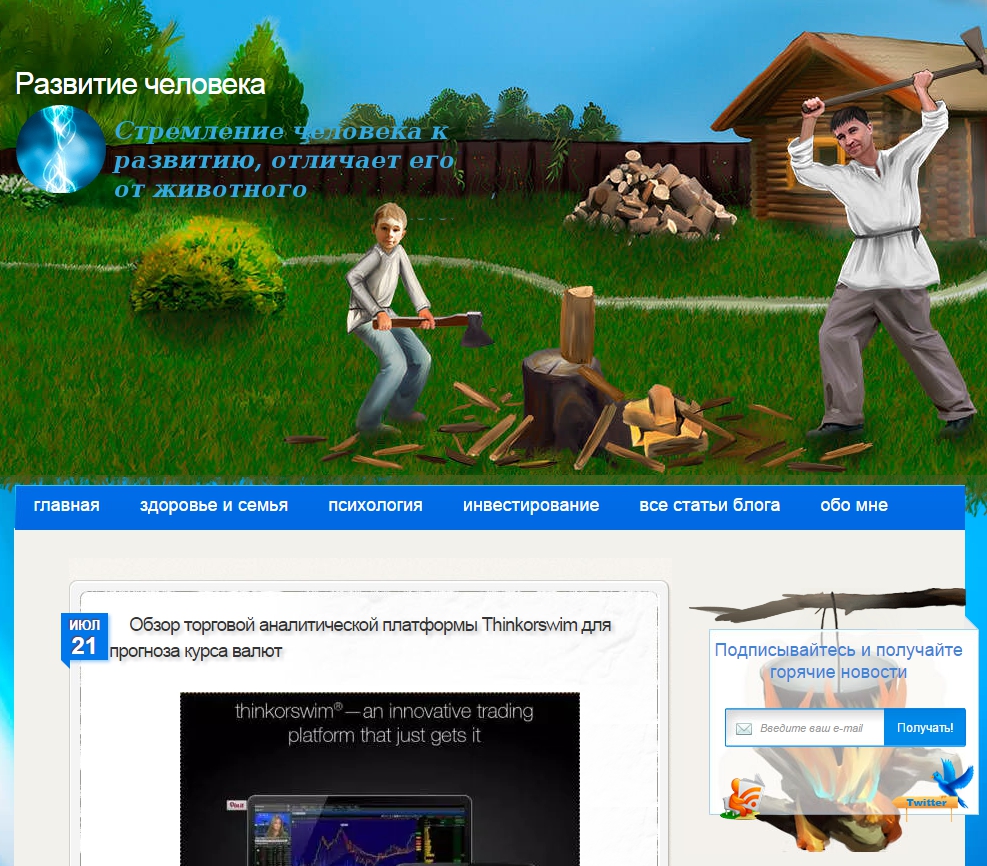 Развитие человека
Стремление человека к
развитию, отличает его
от животного
главная здоровье и семья психология инвестирование все статьи блога обо мне
ИЮЛ
21
Обзор торговой аналитической платформы Thinkorswim для
прогноза курса валют
thinkorswim®—an innovative trading
platform that just gets it
Pin it
Подписывайтесь и получайте
горячие новости
Введите ваш e-mail
Получать!
Twitter